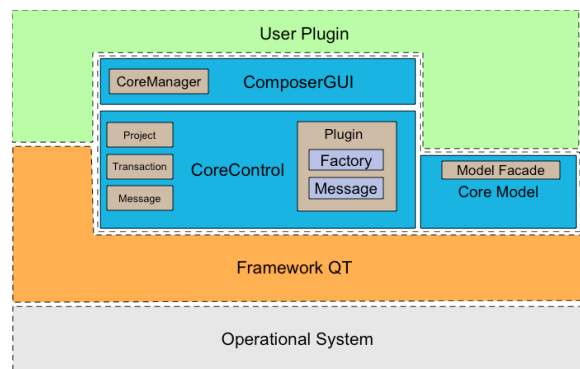 User Plugin
CoreManager
ComposerGUI
Project
Transaction
Message
CoreControl
Plugin
Factory
Message
Model Facade
Core Model
Framework QT
Operational System